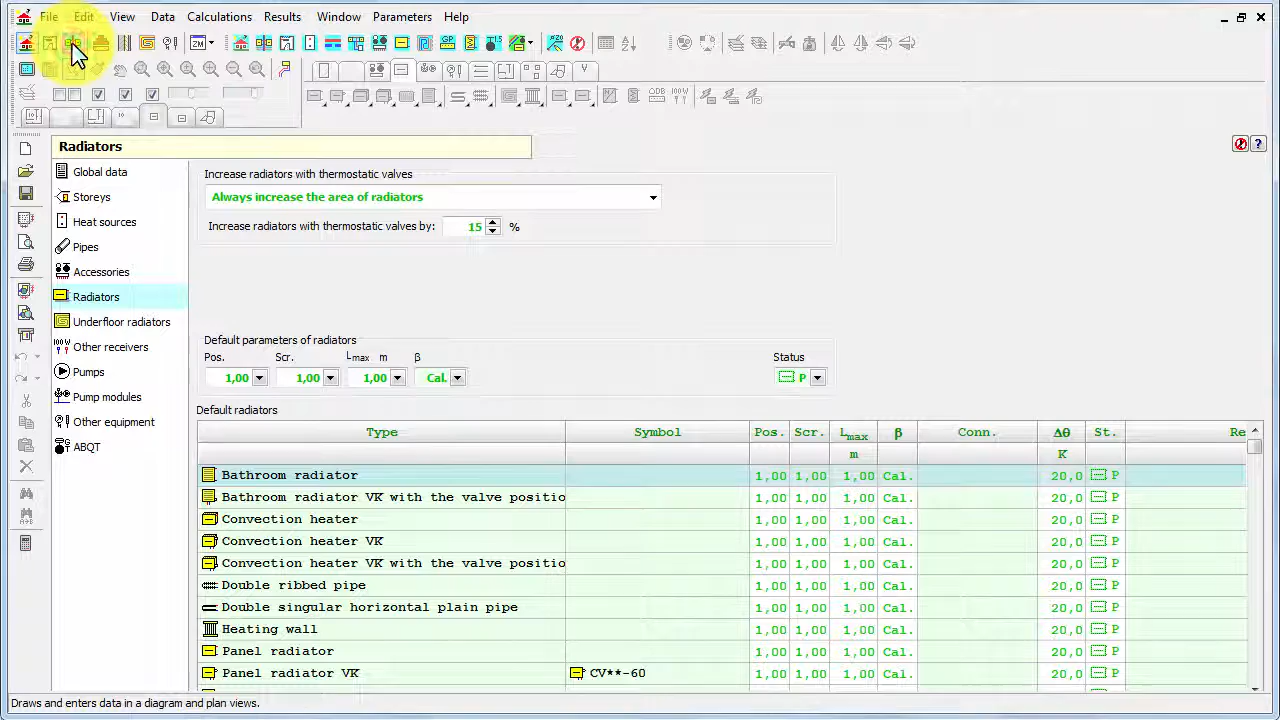 File Edit View Data Calculations Results Window Parameters Help
Radiators
Global data
Storeys
Heat sources
Pipes
Accessories
Radiators
Underfloor radiators
Other receivers
Pumps
Pump modules
Other equipment
ABQT
Increase radiators with thermostatic valves
Always increase the area of radiators
Increase radiators with thermostatic valves by: 15 %
Default parameters of radiators
Pos. Scr. Lmax m β Status
1,00 1,00 1,00 Cal. P
Default radiators
Type Symbol Pos. Scr. Lmax β Conn. Δθ St. Re
m K
Bathroom radiator 1,00 1,00 1,00 Cal. 20,0 P
Bathroom radiator VK with the valve positio 1,00 1,00 1,00 Cal. 20,0 P
Convection heater 1,00 1,00 1,00 Cal. 20,0 P
Convection heater VK 1,00 1,00 1,00 Cal. 20,0 P
Convection heater VK with the valve positio 1,00 1,00 1,00 Cal. 20,0 P
Double ribbed pipe 1,00 1,00 1,00 Cal. 20,0 P
Double singular horizontal plain pipe 1,00 1,00 1,00 Cal. 20,0 P
Heating wall 1,00 1,00 1,00 Cal. 20,0 P
Panel radiator 1,00 1,00 1,00 Cal. 20,0 P
Panel radiator VK CV**-60 1,00 1,00 1,00 Cal. 20,0 P
Draws and enters data in a diagram and plan views.